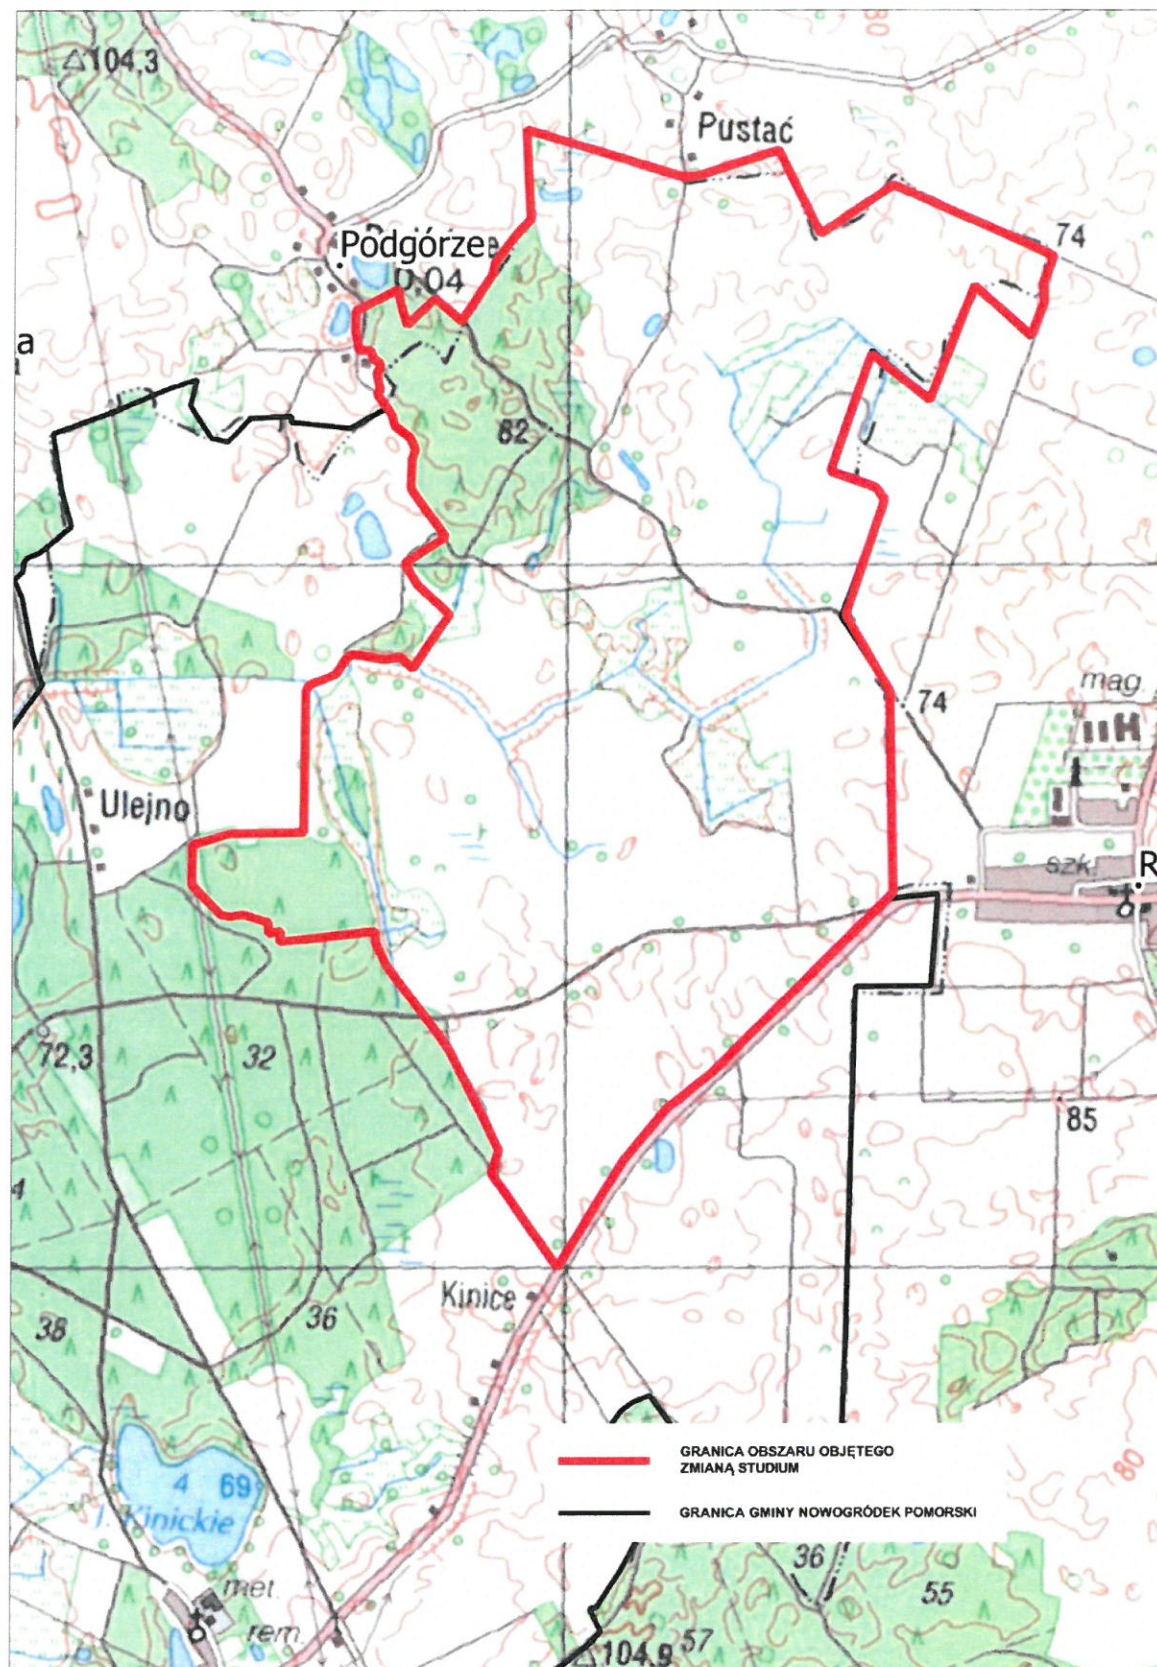 104,3
80
Pustać
Podgórze
0,04
74
a
82
74
mag.
Ulejno
szk.
R
72,3
32
85
4
Kinice
38
36
GRANICA OBSZARU OBJĘTEGO
ZMIANĄ STUDIUM
4 69
80
j. Kinickie
GRANICA GMINY NOWOGRÓDEK POMORSKI
36
met.
55
rem.
57
104,9